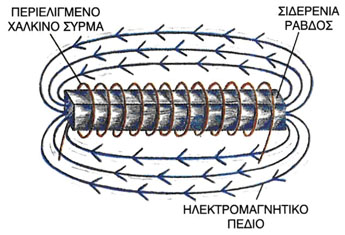 ΠΕΡΙΕΛΙΓΜΕΝΟ
ΧΑΛΚΙΝΟ ΣΥΡΜΑ
ΣΙΔΕΡΕΝΙΑ
ΡΑΒΔΟΣ
ΗΛΕΚΤΡΟΜΑΓΝΗΤΙΚΟ
ΠΕΔΙΟ